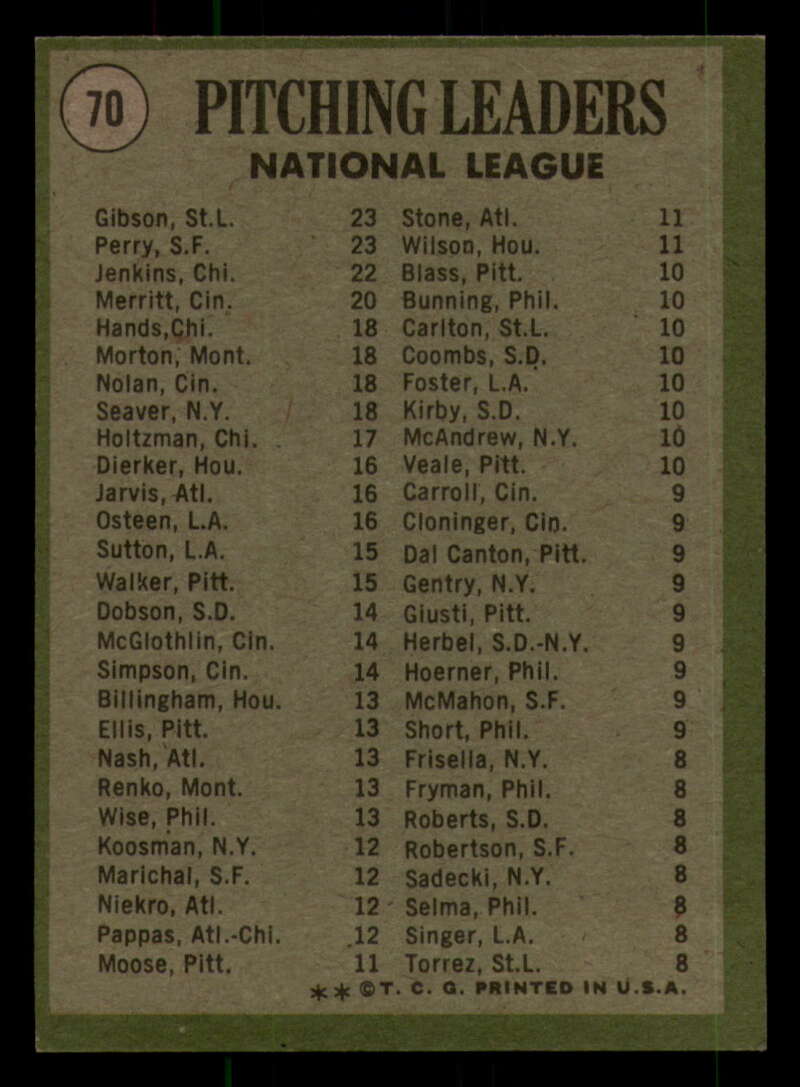 70
PITCHING LEADERS
NATIONAL LEAGUE
Gibson, St.L. 23
Perry, S.F. 23
Jenkins, Chi. 22
Merritt, Cin. 20
Hands,Chi. 18
Morton, Mont. 18
Nolan, Cin. 18
Seaver, N.Y. 18
Holtzman, Chi. 17
Dierker, Hou. 16
Jarvis, Atl. 16
Osteen, L.A. 16
Sutton, L.A. 15
Walker, Pitt. 15
Dobson, S.D. 14
McGlothlin, Cin. 14
Simpson, Cin. 14
Billingham, Hou. 13
Ellis, Pitt. 13
Nash, Atl. 13
Renko, Mont. 13
Wise, Phil. 13
Koosman, N.Y. 12
Marichal, S.F. 12
Niekro, Atl. 12
Pappas, Atl.-Chi. 12
Moose, Pitt. 11
Stone, Atl. 11
Wilson, Hou. 11
Blass, Pitt. 10
Bunning, Phil. 10
Carlton, St.L. 10
Coombs, S.D. 10
Foster, L.A. 10
Kirby, S.D. 10
McAndrew, N.Y. 10
Veale, Pitt. 10
Carroll, Cin. 9
Cloninger, Cin. 9
Dal Canton, Pitt. 9
Gentry, N.Y. 9
Giusti, Pitt. 9
Herbel, S.D.-N.Y. 9
Hoerner, Phil. 9
McMahon, S.F. 9
Short, Phil. 9
Frisella, N.Y. 8
Fryman, Phil. 8
Roberts, S.D. 8
Robertson, S.F. 8
Sadecki, N.Y. 8
Selma, Phil. 8
Singer, L.A. 8
Torrez, St.L. 8
** ©T. C. G. PRINTED IN U.S.A.